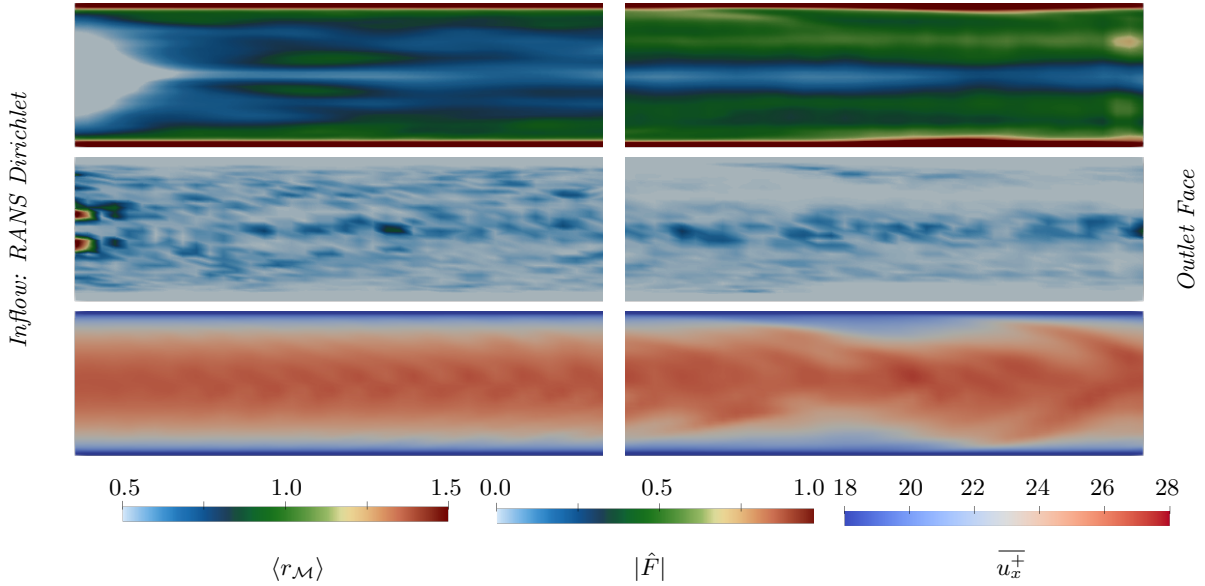 Inflow: RANS Dirichlet
Outlet Face
0.5 1.0 1.5
0.0 0.5 1.0
18 20 22 24 26 28
⟨r_ℳ⟩
|F̂|
$\overline{u_x^+}$